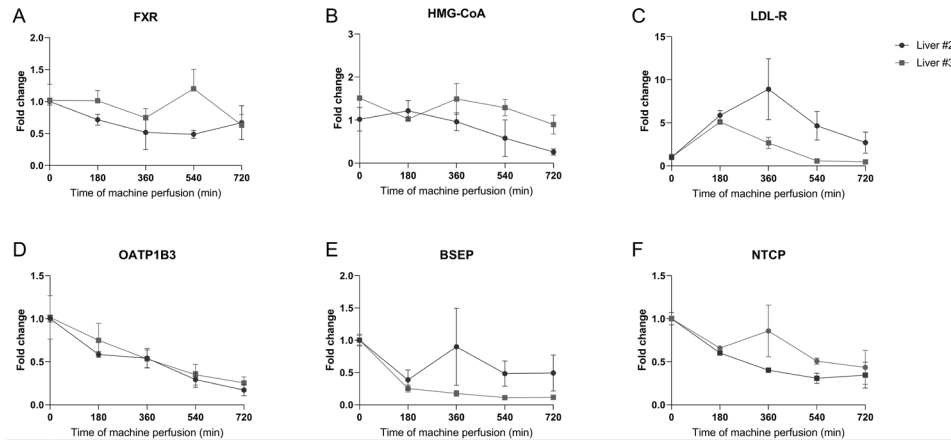 A
FXR
Fold change
2.0
1.5
1.0
0.5
0.0
0
180
360
540
720
Time of machine perfusion (min)
B
HMG-CoA
Fold change
3
2
1
0
0
180
360
540
720
Time of machine perfusion (min)
C
LDL-R
Fold change
15
10
5
0
0
180
360
540
720
Time of machine perfusion (min)
Liver #2
Liver #3
D
OATP1B3
Fold change
1.5
1.0
0.5
0.0
0
180
360
540
720
Time of machine perfusion (min)
E
BSEP
Fold change
2.0
1.5
1.0
0.5
0.0
0
180
360
540
720
Time of machine perfusion (min)
F
NTCP
Fold change
1.5
1.0
0.5
0.0
0
180
360
540
720
Time of machine perfusion (min)